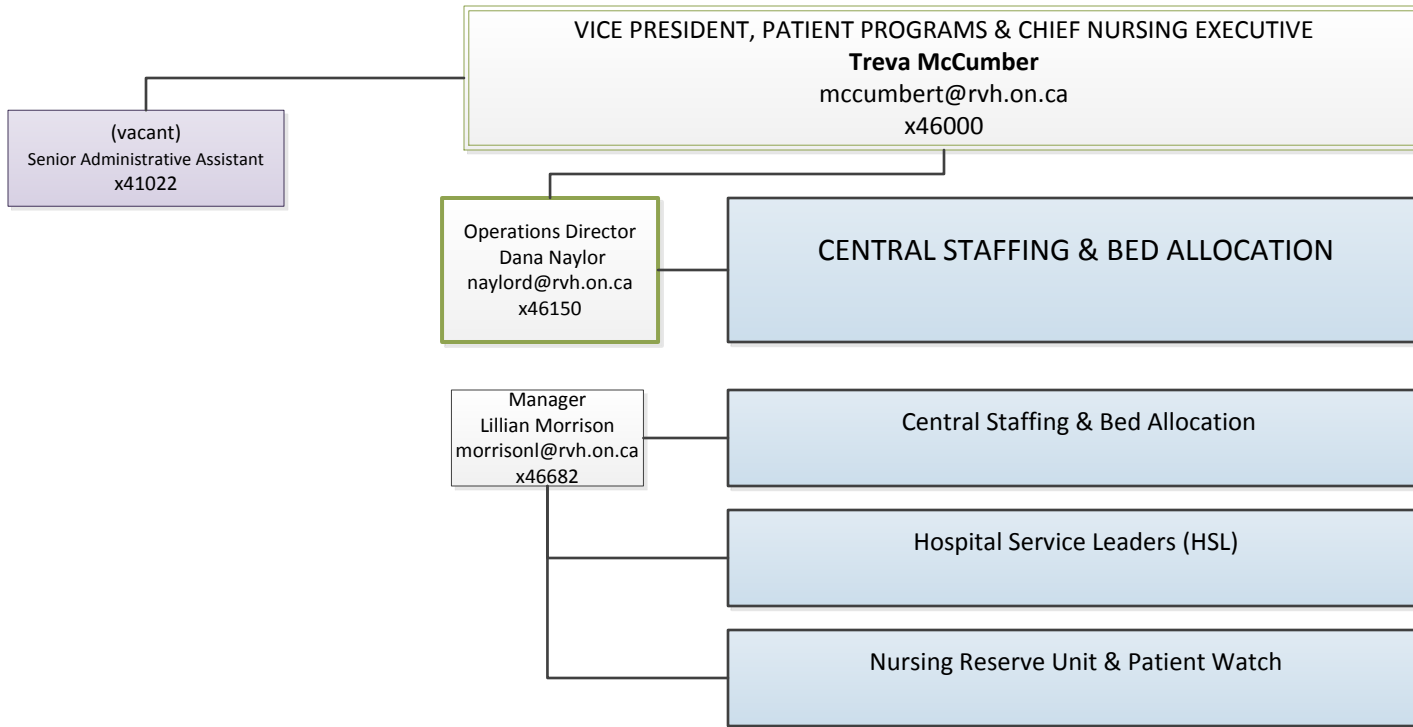 VICE PRESIDENT, PATIENT PROGRAMS & CHIEF NURSING EXECUTIVE
Treva McCumber
mccumbert@rvh.on.ca
x46000
(vacant)
Senior Administrative Assistant
x41022
Operations Director
Dana Naylor
naylord@rvh.on.ca
x46150
CENTRAL STAFFING & BED ALLOCATION
Manager
Lillian Morrison
morrisonl@rvh.on.ca
x46682
Central Staffing & Bed Allocation
Hospital Service Leaders (HSL)
Nursing Reserve Unit & Patient Watch